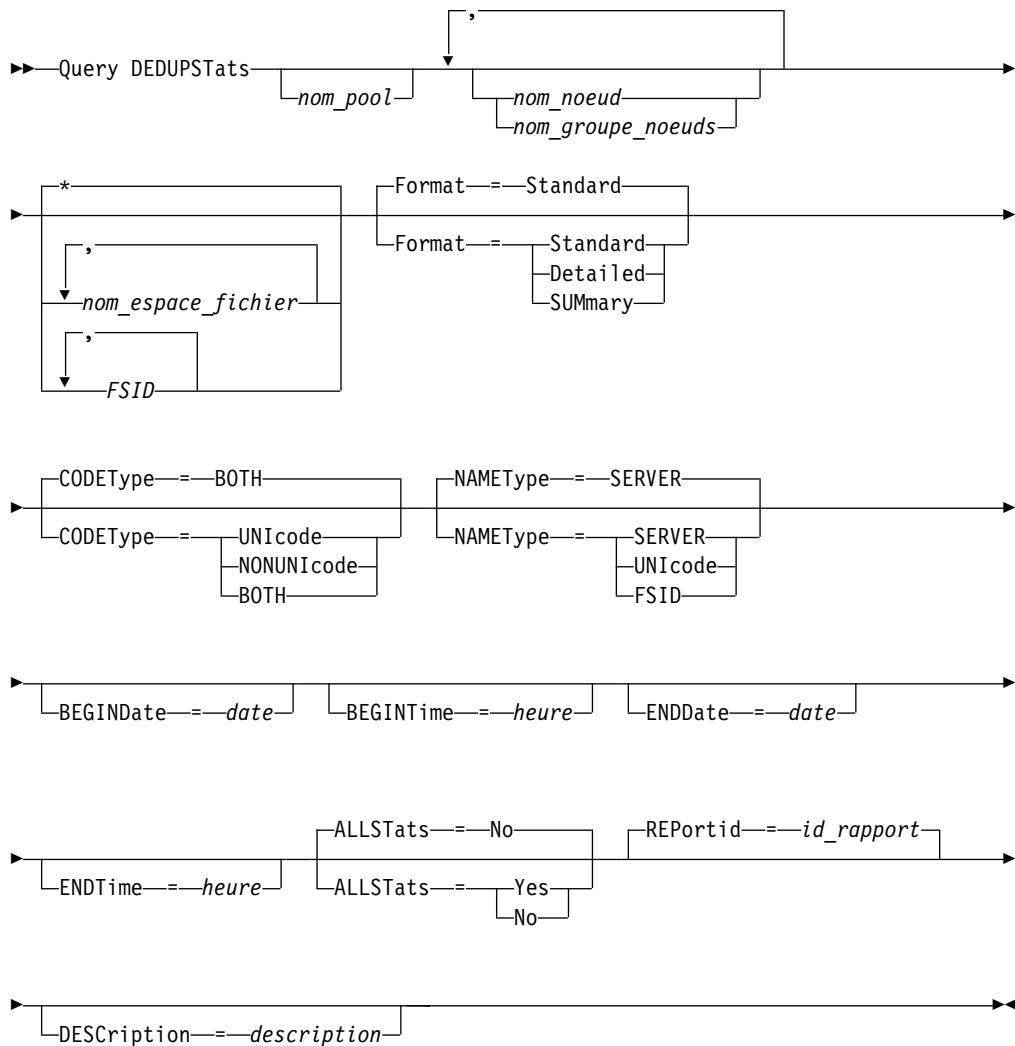 ,
Query DEDUPSTats
nom_pool
nom_noeud
nom_groupe_noeuds
*
Format = Standard
,
Format = Standard
Detailed
nom_espace_fichier
SUMmary
,
FSID
CODEType = BOTH
NAMEType = SERVER
CODEType = UNIcode
NAMEType = SERVER
NONUNIcode
UNIcode
BOTH
FSID
BEGINDate = date
BEGINTime = heure
ENDDate = date
ALLSTats = No
REPortid = id_rapport
ENDTime = heure
ALLSTats = Yes
No
DESCription = description